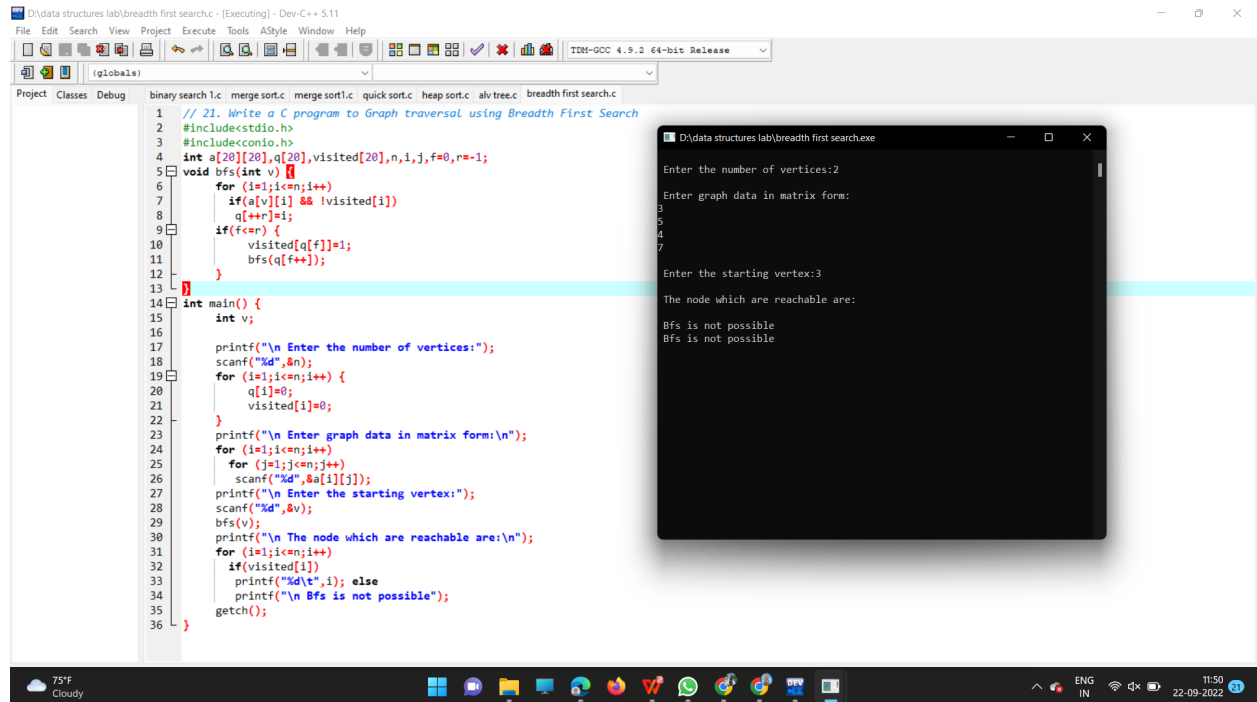 D:\data structures lab\breadth first search.c - [Executing] - Dev-C++ 5.11
File Edit Search View Project Execute Tools AStyle Window Help
TDM-GCC 4.9.2 64-bit Release
(globals)
Project Classes Debug
binary search 1.c merge sort.c merge sort1.c quick sort.c heap sort.c alv tree.c breadth first search.c
1 // 21. Write a C program to Graph traversal using Breadth First Search
2 #include<stdio.h>
3 #include<conio.h>
4 int a[20][20],q[20],visited[20],n,i,j,f=0,r=-1;
5 void bfs(int v) {
6 for (i=1;i<=n;i++)
7 if(a[v][i] && !visited[i])
8 q[++r]=i;
9 if(f<=r) {
10 visited[q[f]]=1;
11 bfs(q[f++]);
12 }
13 }
14 int main() {
15 int v;
16
17 printf("\n Enter the number of vertices:");
18 scanf("%d",&n);
19 for (i=1;i<=n;i++) {
20 q[i]=0;
21 visited[i]=0;
22 }
23 printf("\n Enter graph data in matrix form:\n");
24 for (i=1;i<=n;i++)
25 for (j=1;j<=n;j++)
26 scanf("%d",&a[i][j]);
27 printf("\n Enter the starting vertex:");
28 scanf("%d",&v);
29 bfs(v);
30 printf("\n The node which are reachable are:\n");
31 for (i=1;i<=n;i++)
32 if(visited[i])
33 printf("%d\t",i); else
34 printf("\n Bfs is not possible");
35 getch();
36 }
D:\data structures lab\breadth first search.exe
Enter the number of vertices:2
Enter graph data in matrix form:
3
5
4
7
Enter the starting vertex:3
The node which are reachable are:
Bfs is not possible
Bfs is not possible
75°F
Cloudy
DEV
ENG
IN
11:50
22-09-2022
21